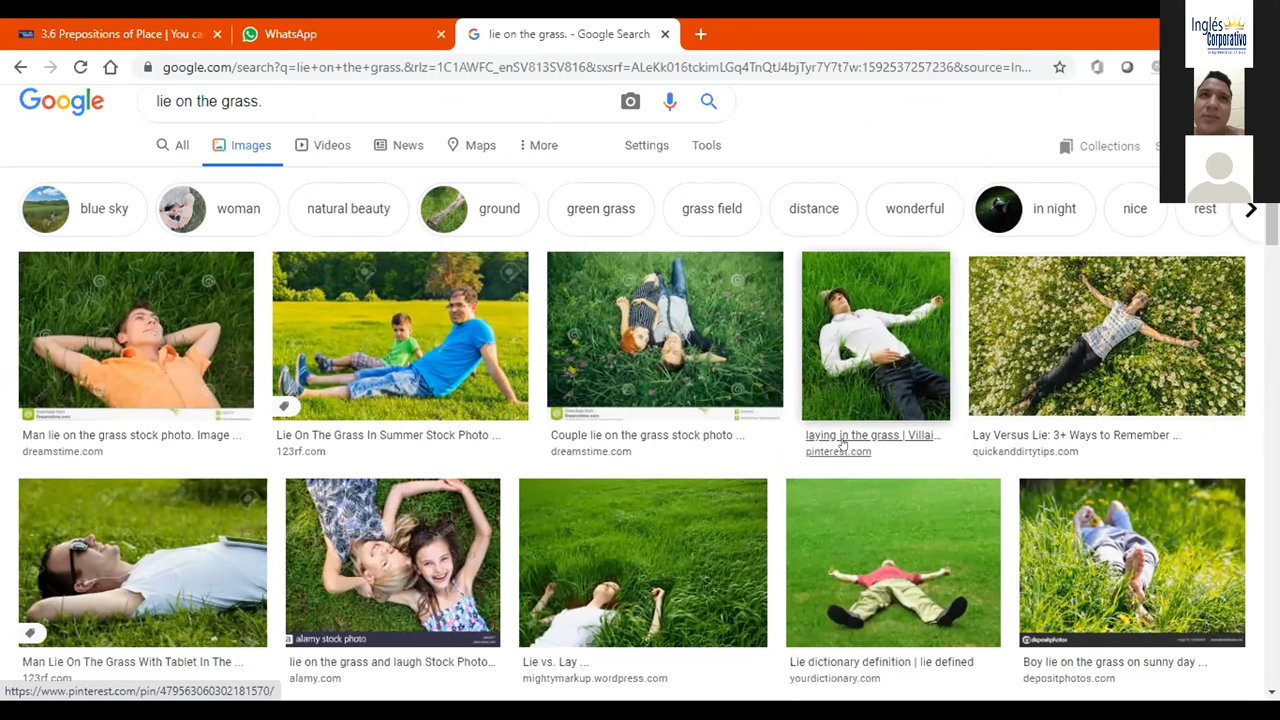 3.6 Prepositions of Place | You ca
WhatsApp
lie on the grass. - Google Search
google.com/search?q=lie+on+the+grass.&rlz=1C1AWFC_enSV815SV816&sxsrf=ALeKk016tckimLGq4TnQtU4bjTyr7Y7t7w:1592537257236&source=In...
Inglés
Corporativo
Google
lie on the grass.
All
Images
Videos
News
Maps
More
Settings
Tools
Collections
blue sky
woman
natural beauty
ground
green grass
grass field
distance
wonderful
in night
nice
rest
Man lie on the grass stock photo. Image ...
dreamstime.com
Lie On The Grass In Summer Stock Photo ...
123rf.com
Couple lie on the grass stock photo ...
dreamstime.com
laying in the grass | Villai...
pinterest.com
Lay Versus Lie: 3+ Ways to Remember ...
quickanddirtytips.com
a alamy stock photo
depositphotos
Man Lie On The Grass With Tablet In The ...
123rf.com
lie on the grass and laugh Stock Photo...
alamy.com
Lie vs. Lay ...
mightymarkup.wordpress.com
Lie dictionary definition | lie defined
yourdictionary.com
Boy lie on the grass on sunny day ...
depositphotos.com
https://www.pinterest.com/pin/479563060302181570/